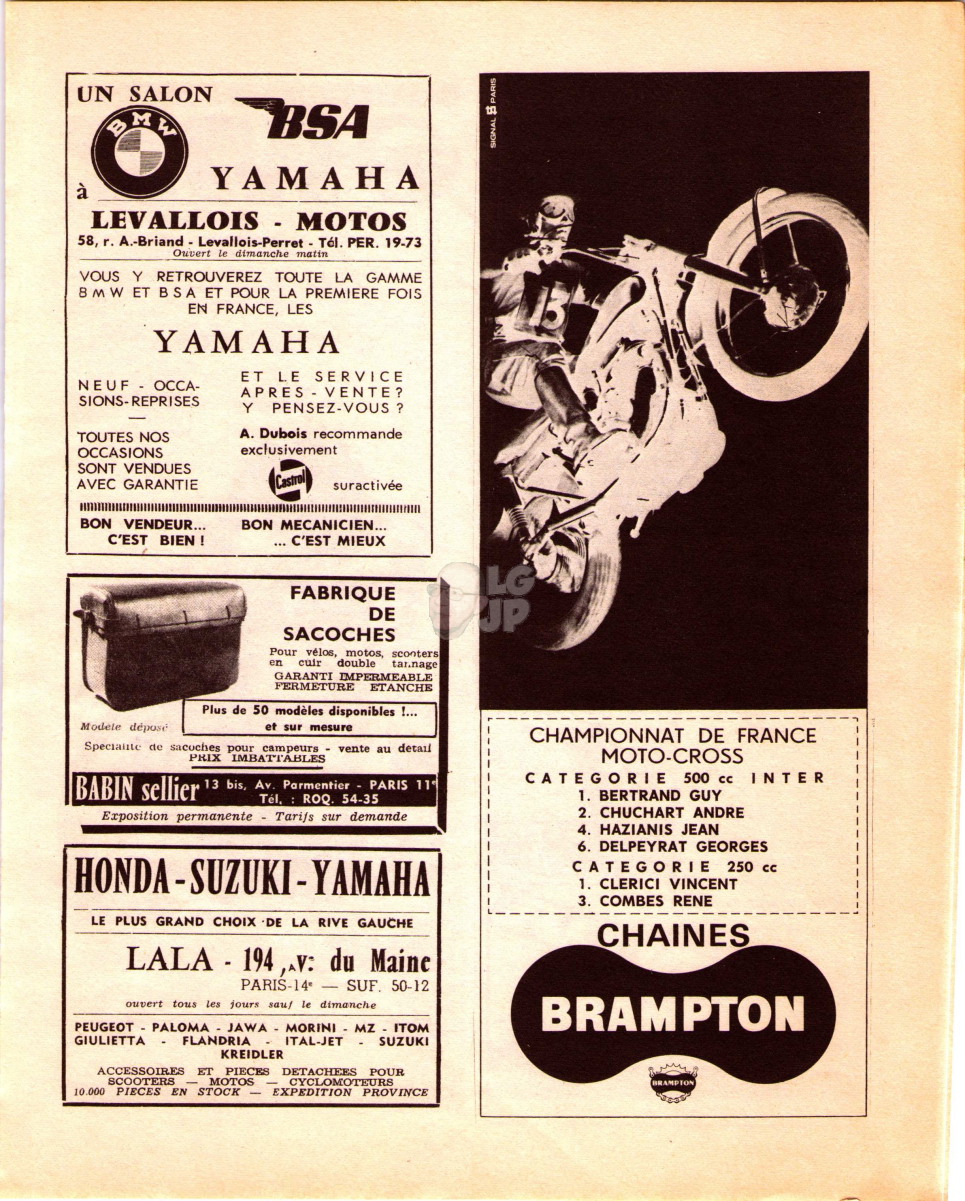 UN SALON
BMW
BSA
à
YAMAHA
LEVALLOIS - MOTOS
58, r. A.-Briand - Levallois-Perret - Tél. PER. 19-73
Ouvert le dimanche matin
VOUS Y RETROUVEREZ TOUTE LA GAMME
BMW ET BSA ET POUR LA PREMIERE FOIS
EN FRANCE, LES
YAMAHA
NEUF - OCCA-
SIONS-REPRISES
TOUTES NOS
OCCASIONS
SONT VENDUES
AVEC GARANTIE
ET LE SERVICE
APRES-VENTE?
Y PENSEZ-VOUS?
A. Dubois recommande
exclusivement
Castrol suractivée
BON VENDEUR...
C'EST BIEN !
BON MECANICIEN...
... C'EST MIEUX
FABRIQUE
DE
SACOCHES
Pour vélos, motos, scooters
en cuir double tannage
GARANTI IMPERMEABLE
FERMETURE ETANCHE
Modèle déposé
Plus de 50 modèles disponibles !...
et sur mesure
Spécialité de sacoches pour campeurs - vente au détail
PRIX IMBATTABLES
BABIN sellier
13 bis, Av. Parmentier - PARIS 11e
Tél. : ROQ. 54-35
Exposition permanente - Tarifs sur demande
HONDA-SUZUKI-YAMAHA
LE PLUS GRAND CHOIX DE LA RIVE GAUCHE
LALA - 194, Av: du Maine
PARIS-14e — SUF. 50-12
ouvert tous les jours sauf le dimanche
PEUGEOT - PALOMA - JAWA - MORINI - MZ - ITOM
GIULIETTA - FLANDRIA - ITAL-JET - SUZUKI
KREIDLER
ACCESSOIRES ET PIECES DETACHEES POUR
SCOOTERS — MOTOS — CYCLOMOTEURS
10.000 PIECES EN STOCK — EXPEDITION PROVINCE
SIGNAL PARIS
15
LG
JP
CHAMPIONNAT DE FRANCE
MOTO-CROSS
CATEGORIE 500 cc INTER
1. BERTRAND GUY
2. CHUCHART ANDRE
4. HAZIANIS JEAN
6. DELPEYRAT GEORGES
CATEGORIE 250 cc
1. CLERICI VINCENT
3. COMBES RENE
CHAINES
BRAMPTON
BRAMPTON